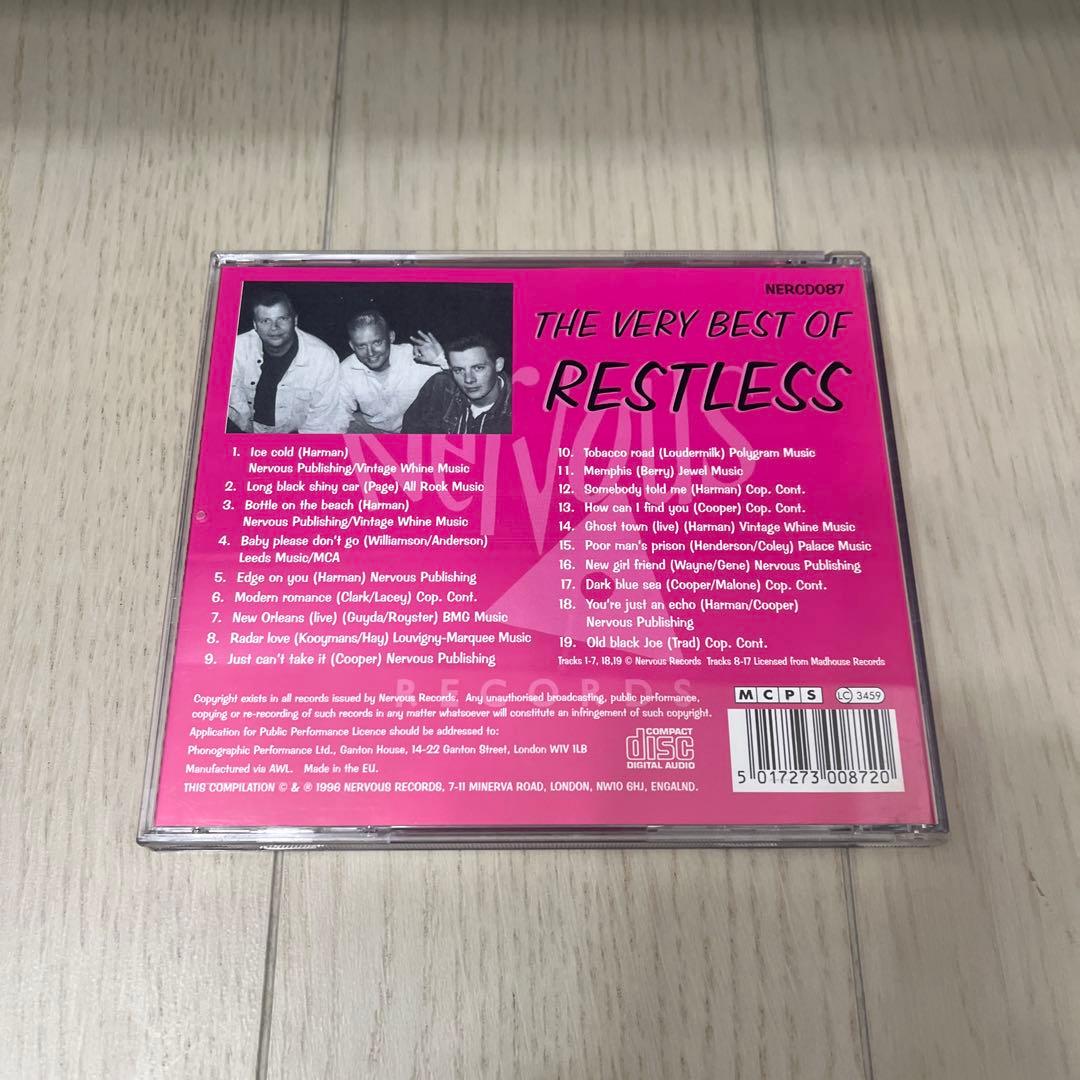 NERCD087
THE VERY BEST OF
RESTLESS
Nervous
RECORDS
1. Ice cold (Harman)
Nervous Publishing/Vintage Whine Music
2. Long black shiny car (Page) All Rock Music
3. Bottle on the beach (Harman)
Nervous Publishing/Vintage Whine Music
4. Baby please don't go (Williamson/Anderson)
Leeds Music/MCA
5. Edge on you (Harman) Nervous Publishing
6. Modern romance (Clark/Lacey) Cop. Cont.
7. New Orleans (live) (Guyda/Royster) BMG Music
8. Radar love (Kooymans/Hay) Louvigny-Marquee Music
9. Just can't take it (Cooper) Nervous Publishing
10. Tobacco road (Loudermilk) Polygram Music
11. Memphis (Berry) Jewel Music
12. Somebody told me (Harman) Cop. Cont.
13. How can I find you (Cooper) Cop. Cont.
14. Ghost town (live) (Harman) Vintage Whine Music
15. Poor man's prison (Henderson/Coley) Palace Music
16. New girl friend (Wayne/Gene) Nervous Publishing
17. Dark blue sea (Cooper/Malone) Cop. Cont.
18. You're just an echo (Harman/Cooper)
Nervous Publishing
19. Old black Joe (Trad) Cop. Cont.
Tracks 1-7, 18,19 © Nervous Records Tracks 8-17 Licensed from Madhouse Records
Copyright exists in all records issued by Nervous Records. Any unauthorised broadcasting, public performance,
copying or re-recording of such records in any matter whatsoever will constitute an infringement of such copyright.
Application for Public Performance Licence should be addressed to:
Phonographic Performance Ltd., Ganton House, 14-22 Ganton Street, London W1V 1LB
Manufactured via AWL. Made in the EU.
THIS COMPILATION © & ℗ 1996 NERVOUS RECORDS, 7-11 MINERVA ROAD, LONDON, NW10 6HJ, ENGALND.
COMPACT
disc
DIGITAL AUDIO
MCPS
LC 3459
5 017273 008720